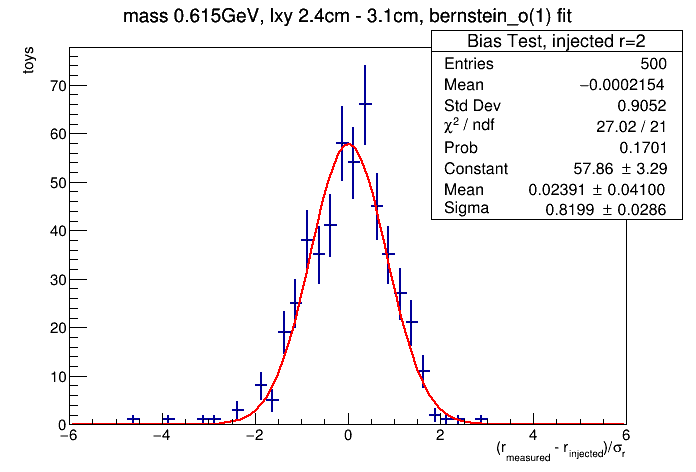 mass 0.615GeV, lxy 2.4cm - 3.1cm, bernstein_o(1) fit
toys
Bias Test, injected r=2
Entries 500
Mean −0.0002154
Std Dev 0.9052
χ² / ndf 27.02 / 21
Prob 0.1701
Constant 57.86 ± 3.29
Mean 0.02391 ± 0.04100
Sigma 0.8199 ± 0.0286
70
60
50
40
30
20
10
0
−6 −4 −2 0 2 4 6
(r_measured - r_injected)/σ_r